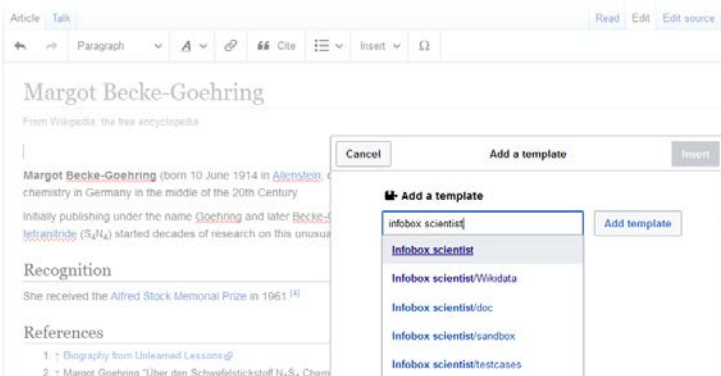 Article Talk Read Edit Edit source
Paragraph A Cite Insert Ω
Margot Becke-Goehring
From Wikipedia the free encyclopedia
Cancel Add a template Insert
Margot Becke-Goehring (born 10 June 1914 in Allenstein,
chemistry in Germany in the middle of the 20th Century
Add a template
Initially publishing under the name Goehring and later Becke-
infobox scientist Add template
tetranitride (S₄N₄) started decades of research on this unusua
Infobox scientist
Recognition
Infobox scientist/Wikidata
She received the Alfred Stock Memorial Prize in 1961.[4]
Infobox scientist/doc
References
Infobox scientist/sandbox
1. ↑ Biography from Unlearned Lessons
Infobox scientist/testcases
2. ↑ Margot Goehring "Über den Schwefelstickstoff N₄S₄ Chem